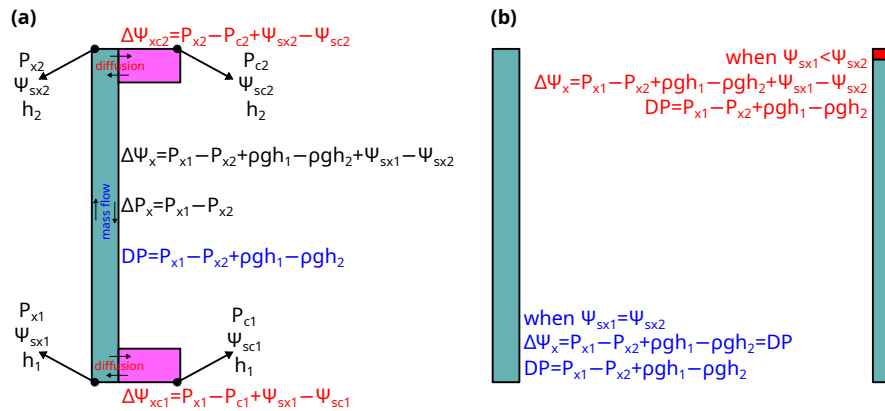 (a)
ΔΨxc2=Px2−Pc2+Ψsx2−Ψsc2
Px2
Ψsx2
h2
diffusion
Pc2
Ψsc2
h2
ΔΨx=Px1−Px2+ρgh1−ρgh2+Ψsx1−Ψsx2
mass flow
ΔPx=Px1−Px2
DP=Px1−Px2+ρgh1−ρgh2
Px1
Ψsx1
h1
diffusion
Pc1
Ψsc1
h1
ΔΨxc1=Px1−Pc1+Ψsx1−Ψsc1
(b)
when Ψsx1<Ψsx2
ΔΨx=Px1−Px2+ρgh1−ρgh2+Ψsx1−Ψsx2
DP=Px1−Px2+ρgh1−ρgh2
when Ψsx1=Ψsx2
ΔΨx=Px1−Px2+ρgh1−ρgh2=DP
DP=Px1−Px2+ρgh1−ρgh2